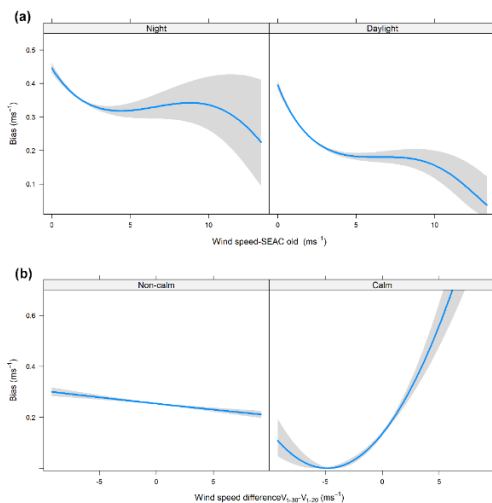 (a)
Night Daylight
0.5
0.4
0.3
0.2
0.1
Bias (ms⁻¹)
0 5 10 0 5 10
Wind speed-SEAC old (ms⁻¹)
(b)
Non-calm Calm
0.6
0.4
0.2
Bias (ms⁻¹)
-5 0 5 -5 0 5
Wind speed differenceV₁₋₃₀-V₁₋₂₀ (ms⁻¹)